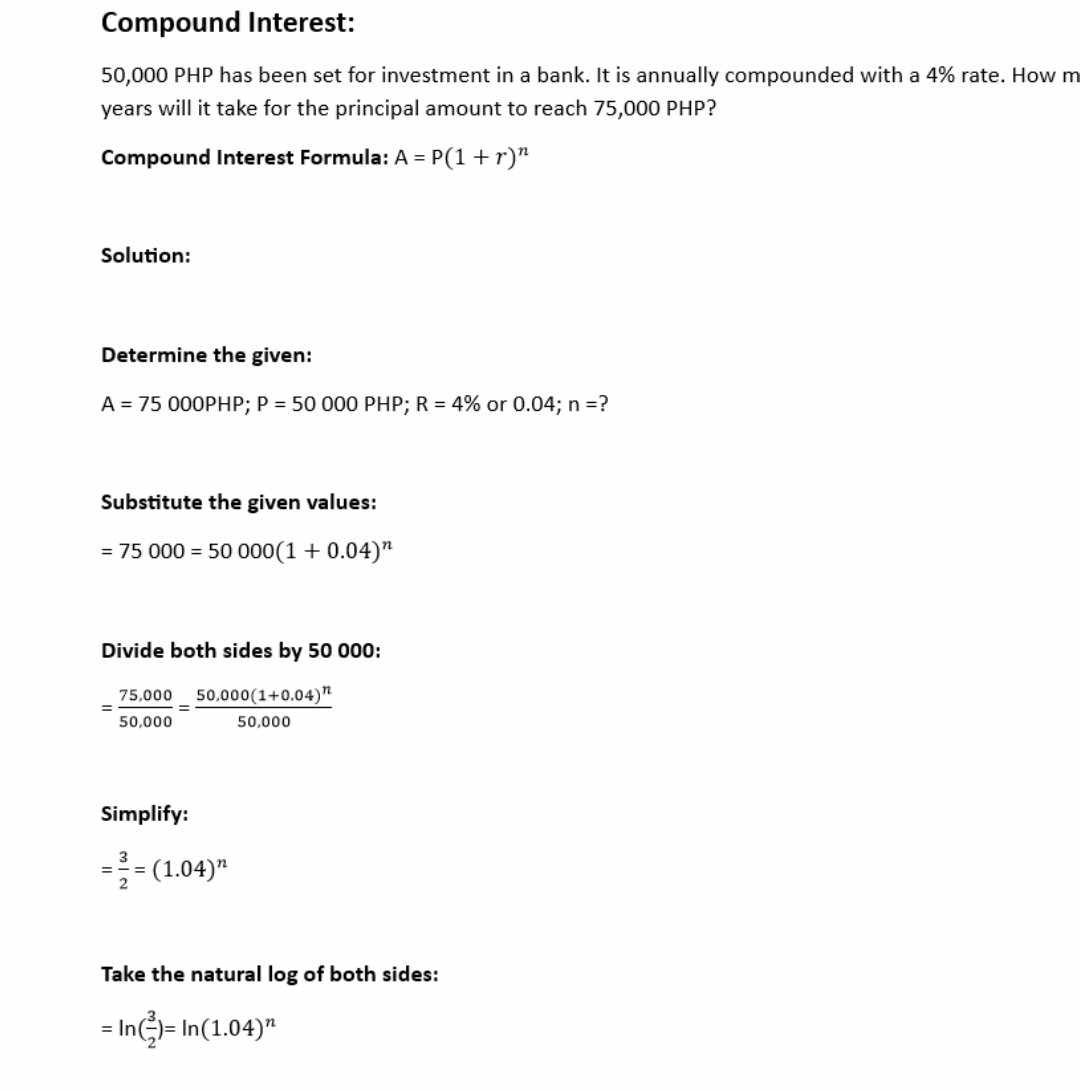 Compound Interest:
50,000 PHP has been set for investment in a bank. It is annually compounded with a 4% rate. How
years will it take for the principal amount to reach 75,000 PHP?
Compound Interest Formula: A = P(1 + r)ⁿ
Solution:
Determine the given:
A = 75 000PHP; P = 50 000 PHP; R = 4% or 0.04; n =?
Substitute the given values:
= 75 000 = 50 000(1 + 0.04)ⁿ
Divide both sides by 50 000:
= 75,000/50,000 = 50,000(1+0.04)ⁿ/50,000
Simplify:
= 3/2 = (1.04)ⁿ
Take the natural log of both sides:
= ln(3/2)= ln(1.04)ⁿ